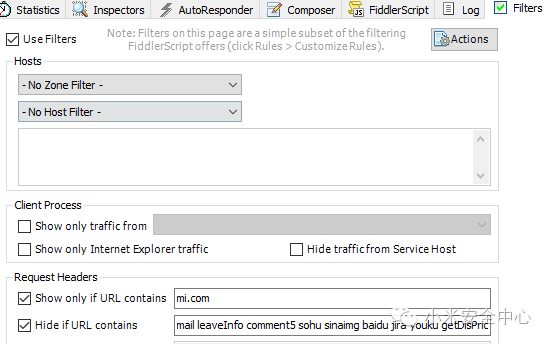 Statistics Inspectors AutoResponder Composer FiddlerScript Log Filters
Use Filters
Note: Filters on this page are a simple subset of the filtering
FiddlerScript offers (click Rules > Customize Rules).
Actions
Hosts
- No Zone Filter -
- No Host Filter -
Client Process
Show only traffic from
Show only Internet Explorer traffic Hide traffic from Service Host
Request Headers
Show only if URL contains mi.com
Hide if URL contains mail leaveInfo comment5 sohu sinaimg baidu jira youku getDisPric
小米安全中心